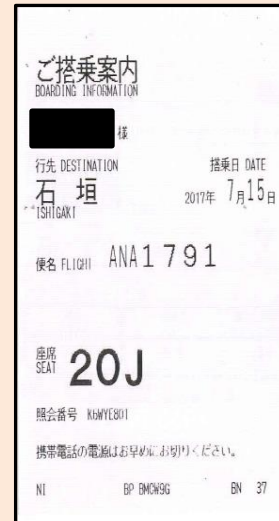 ご搭乗案内
BOARDING INFORMATION
様
行先 DESTINATION 搭乗日 DATE
石垣 2017年 7月15日
ISHIGAKI
便名 FLIGHT ANA1791
座席
SEAT 20J
照会番号 K6WYE801
携帯電話の電源はお早めにお切りください。
NI BP BMOW9G BN 37